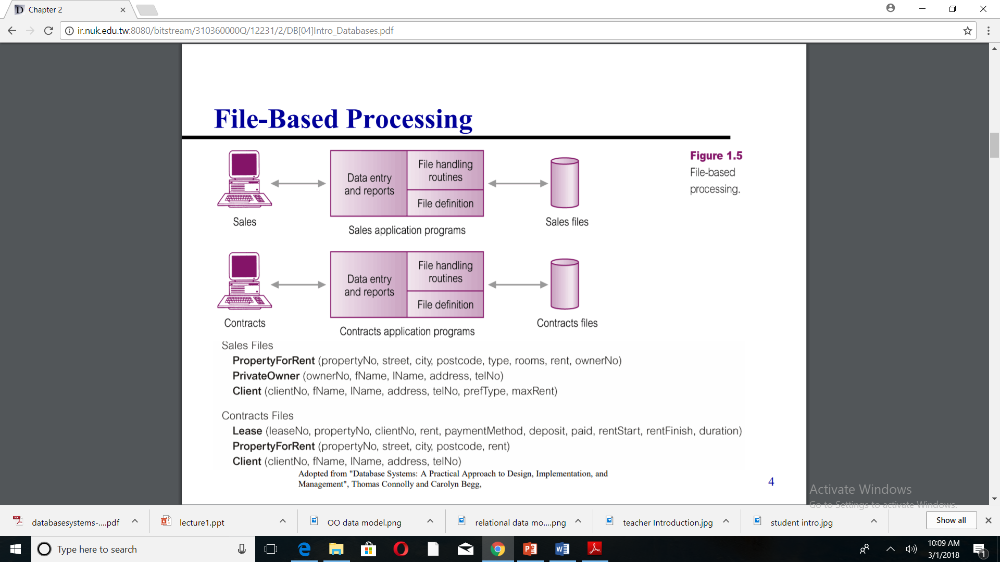 Chapter 2
ir.nuk.edu.tw:8080/bitstream/310360000Q/12231/2/DB[04]Intro_Databases.pdf
File-Based Processing
Figure 1.5
File-based
processing.
Data entry
and reports
File handling
routines
File definition
Sales
Sales application programs
Sales files
Data entry
and reports
File handling
routines
File definition
Contracts
Contracts application programs
Contracts files
Sales Files
PropertyForRent (propertyNo, street, city, postcode, type, rooms, rent, ownerNo)
PrivateOwner (ownerNo, fName, lName, address, telNo)
Client (clientNo, fName, lName, address, telNo, prefType, maxRent)
Contracts Files
Lease (leaseNo, propertyNo, clientNo, rent, paymentMethod, deposit, paid, rentStart, rentFinish, duration)
PropertyForRent (propertyNo, street, city, postcode, rent)
Client (clientNo, fName, lName, address, telNo)
Adopted from "Database Systems: A Practical Approach to Design, Implementation, and
Management", Thomas Connolly and Carolyn Begg,
4
Activate Windows
Go to Settings to activate Windows.
databasesystems-....pdf
lecture1.ppt
OO data model.png
relational data mo....png
teacher Introduction.jpg
student intro.jpg
Show all
Type here to search
10:09 AM
3/1/2018
1